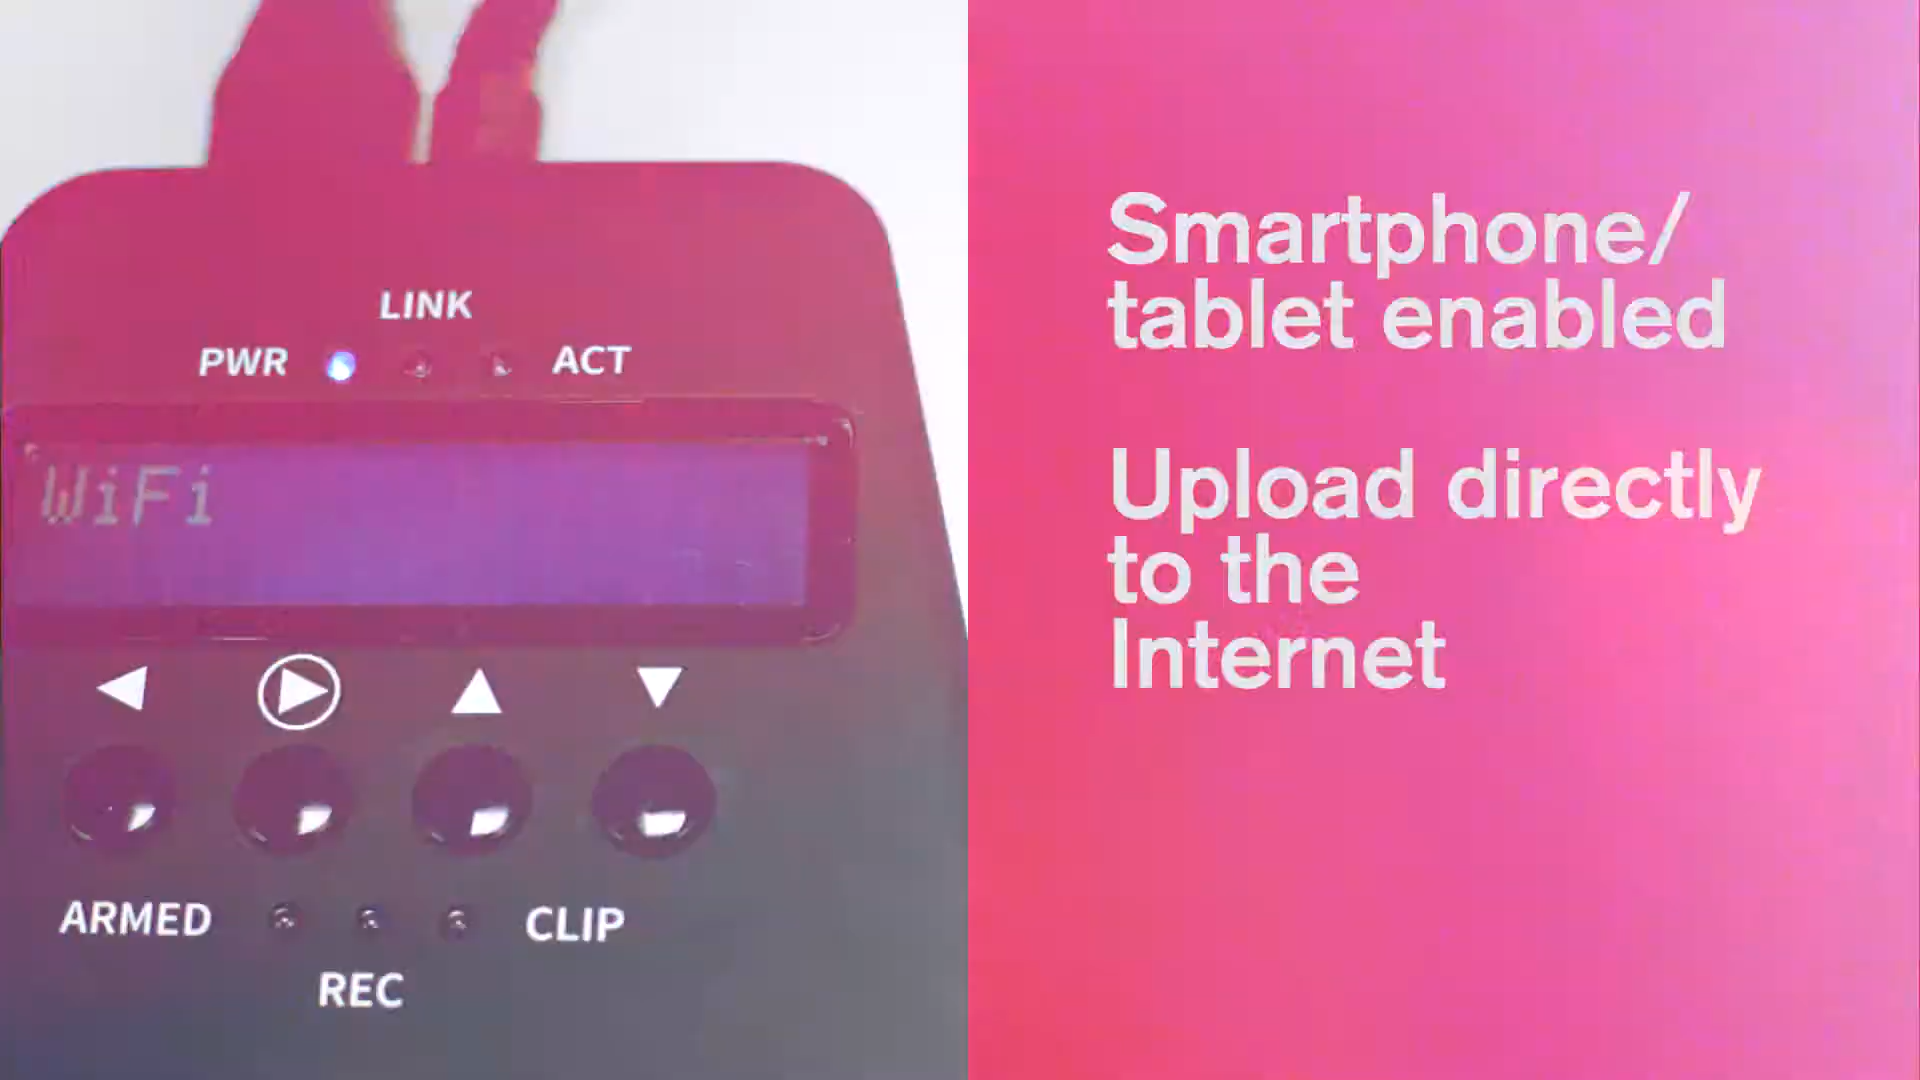 LINK
PWR
ACT
WiFi
ARMED
CLIP
REC
Smartphone/
tablet enabled
Upload directly
to the
Internet